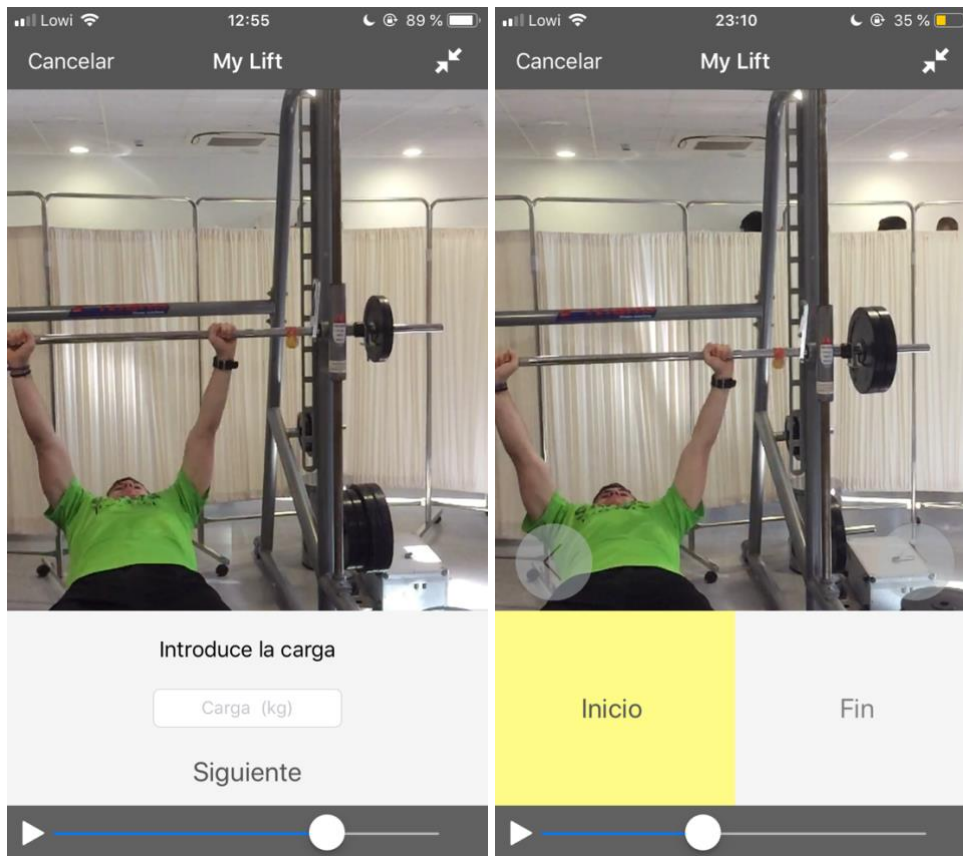 Lowi 12:55 89 %
Cancelar My Lift
Introduce la carga
Carga (kg)
Siguiente
Lowi 23:10 35 %
Cancelar My Lift
Inicio Fin